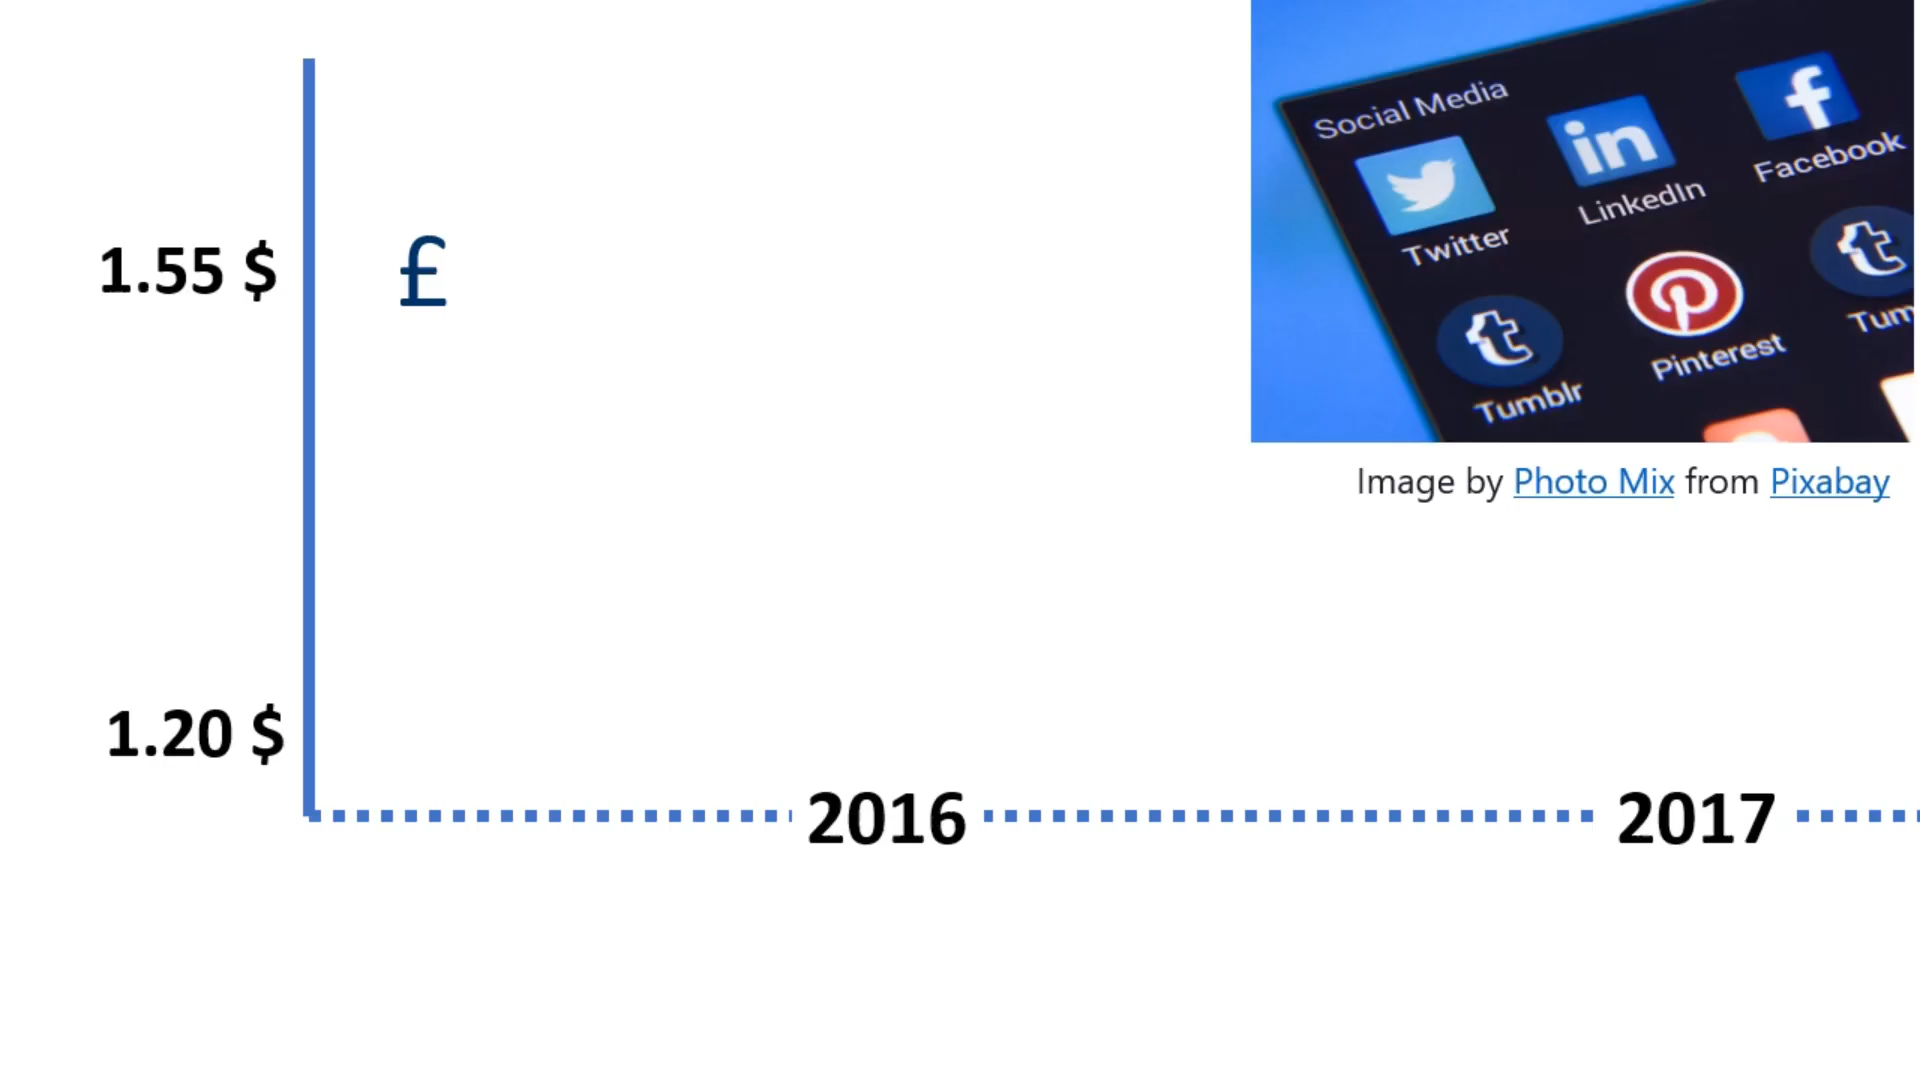 1.55 $
£
1.20 $
2016
2017
Social Media
Twitter
LinkedIn
Facebook
Tumblr
Pinterest
Tum
Image by Photo Mix from Pixabay